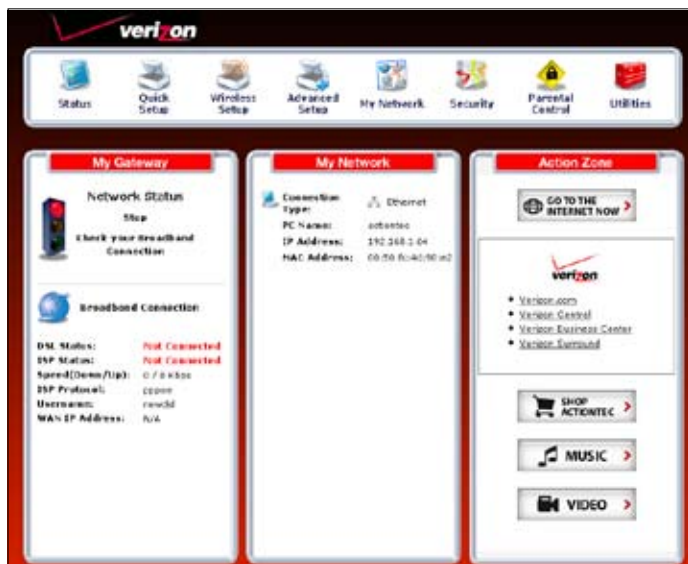 verizon
Status
Quick Setup
Wireless Setup
Advanced Setup
My Network
Security
Parental Control
Utilities
My Gateway
Network Status
Stop
Check your Broadband
Connection
Broadband Connection
DSL Status: Not Connected
ISP Status: Not Connected
Speed(Down/Up): 0 / 0 Kbps
ISP Protocol: pppoe
Username: newdsl
WAN IP Address: N/A
My Network
Connection Type: Ethernet
PC Name: actiontec
IP Address: 192.168.1.64
MAC Address:
Action Zone
GO TO THE
INTERNET NOW
verizon
Verizon.com
Verizon Central
Verizon Business Center
Verizon Surround
SHOP
ACTIONTEC
MUSIC
VIDEO